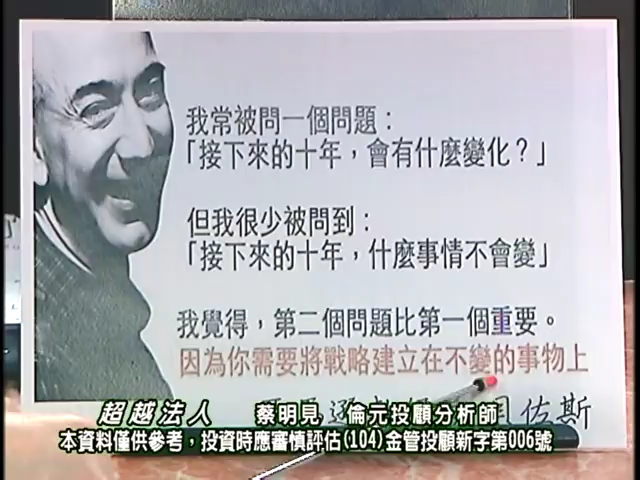 我常被問一個問題：
「接下來的十年，會有什麼變化？」
但我很少被問到：
「接下來的十年，什麼事情不會變」
我覺得，第二個問題比第一個重要。
因為你需要將戰略建立在不變的事物上
佐斯
超越法人 蔡明見 倫元投顧分析師
本資料僅供參考，投資時應審慎評估(104)金管投顧新字第006號